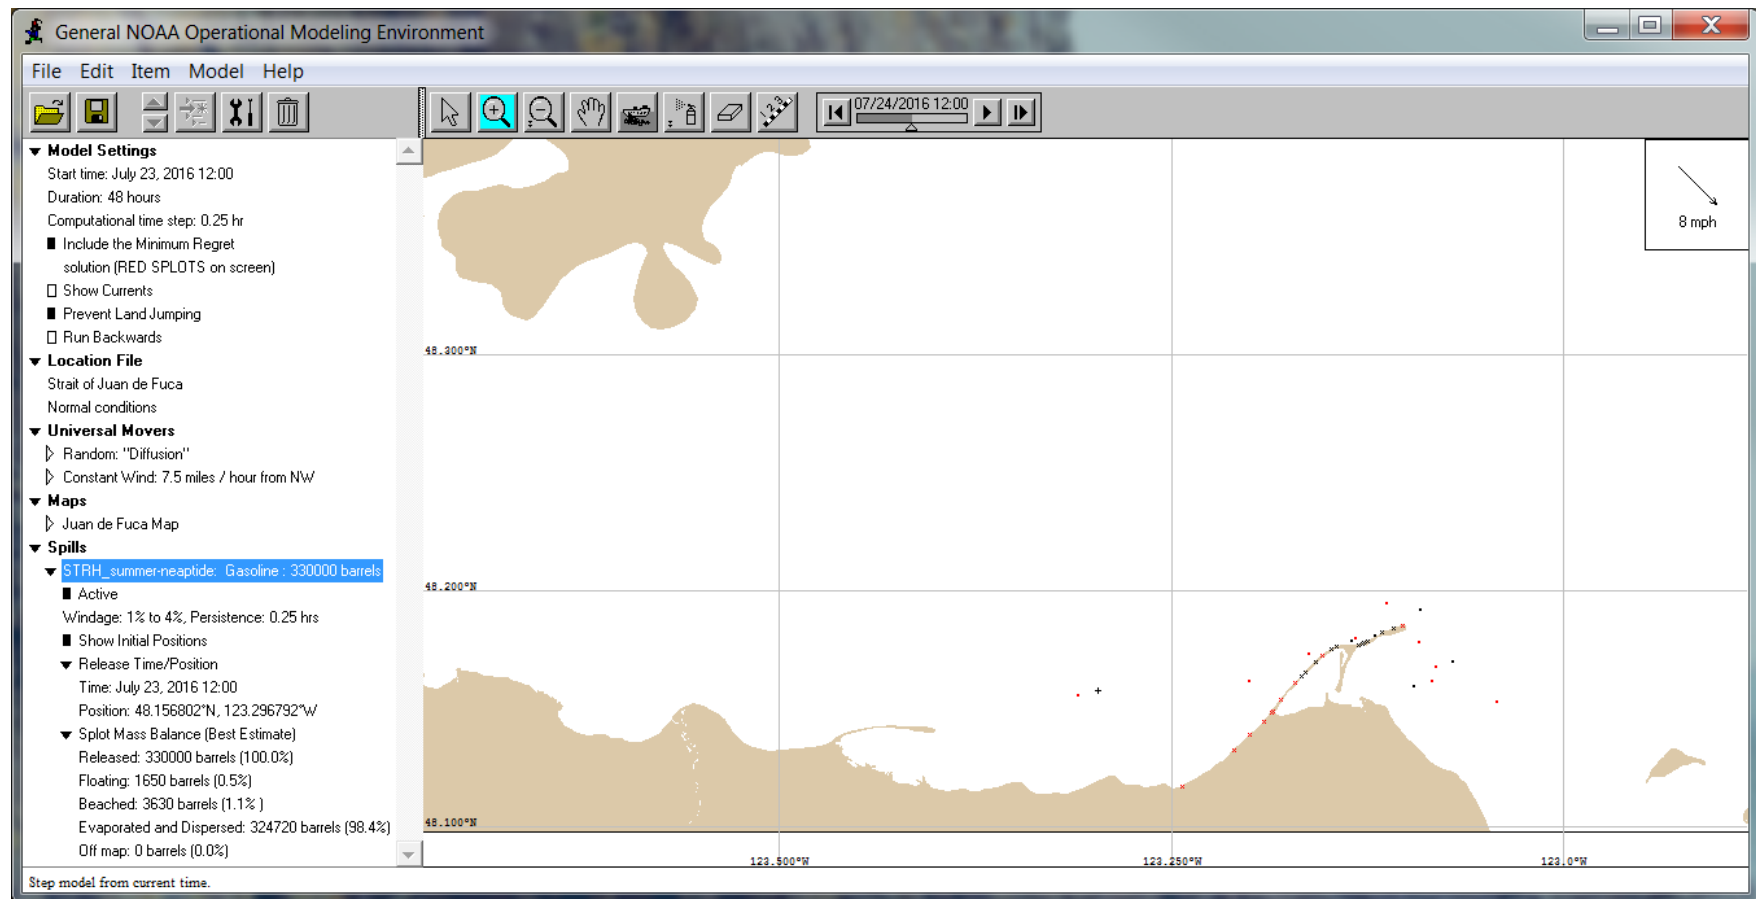 General NOAA Operational Modeling Environment
File Edit Item Model Help
07/24/2016 12:00
Model Settings
Start time: July 23, 2016 12:00
Duration: 48 hours
Computational time step: 0.25 hr
Include the Minimum Regret
solution (RED SPLOTS on screen)
Show Currents
Prevent Land Jumping
Run Backwards
Location File
Strait of Juan de Fuca
Normal conditions
Universal Movers
Random: "Diffusion"
Constant Wind: 7.5 miles / hour from NW
Maps
Juan de Fuca Map
Spills
STRH_summer-neaptide: Gasoline : 330000 barrels
Active
Windage: 1% to 4%, Persistence: 0.25 hrs
Show Initial Positions
Release Time/Position
Time: July 23, 2016 12:00
Position: 48.156802°N, 123.296792°W
Splot Mass Balance (Best Estimate)
Released: 330000 barrels (100.0%)
Floating: 1650 barrels (0.5%)
Beached: 3630 barrels (1.1% )
Evaporated and Dispersed: 324720 barrels (98.4%)
Off map: 0 barrels (0.0%)
8 mph
48.300°N
48.200°N
48.100°N
123.500°W
123.250°W
123.0°W
Step model from current time.